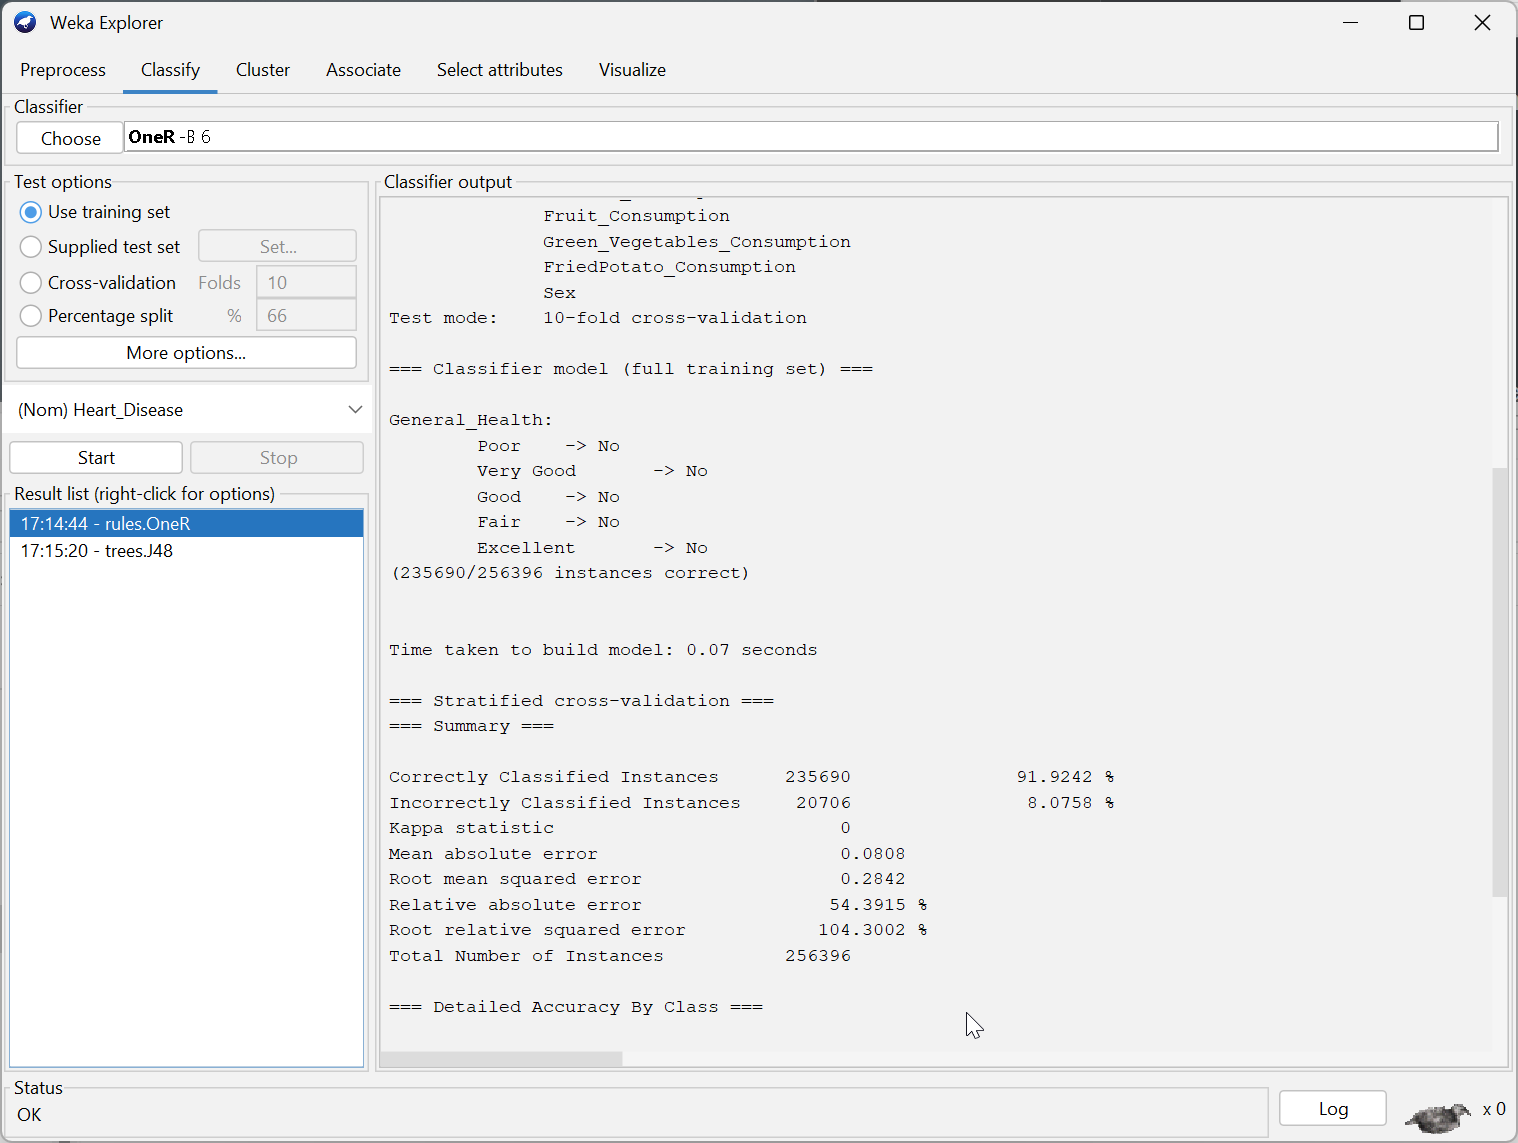 Weka Explorer
Preprocess Classify Cluster Associate Select attributes Visualize
Classifier
Choose OneR -B 6
Test options
Use training set
Supplied test set Set...
Cross-validation Folds 10
Percentage split % 66
More options...
(Nom) Heart_Disease
Start Stop
Result list (right-click for options)
17:14:44 - rules.OneR
17:15:20 - trees.J48
Classifier output
Fruit_Consumption
Green_Vegetables_Consumption
FriedPotato_Consumption
Sex
Test mode: 10-fold cross-validation
=== Classifier model (full training set) ===
General_Health:
Poor -> No
Very Good -> No
Good -> No
Fair -> No
Excellent -> No
(235690/256396 instances correct)
Time taken to build model: 0.07 seconds
=== Stratified cross-validation ===
=== Summary ===
Correctly Classified Instances 235690 91.9242 %
Incorrectly Classified Instances 20706 8.0758 %
Kappa statistic 0
Mean absolute error 0.0808
Root mean squared error 0.2842
Relative absolute error 54.3915 %
Root relative squared error 104.3002 %
Total Number of Instances 256396
=== Detailed Accuracy By Class ===
Status
OK
Log
x 0